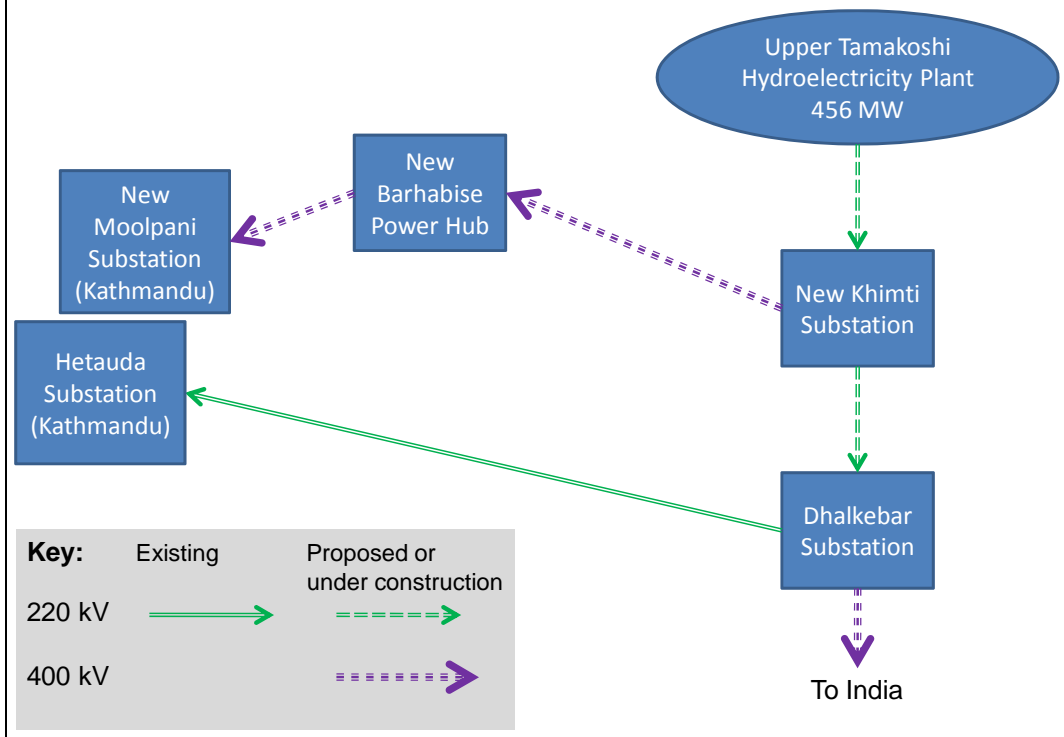 Upper Tamakoshi
Hydroelectricity Plant
456 MW
New
Barhabise
Power Hub
New
Moolpani
Substation
(Kathmandu)
New Khimti
Substation
Hetauda
Substation
(Kathmandu)
Dhalkebar
Substation
Key: Existing Proposed or
under construction
220 kV
400 kV
To India